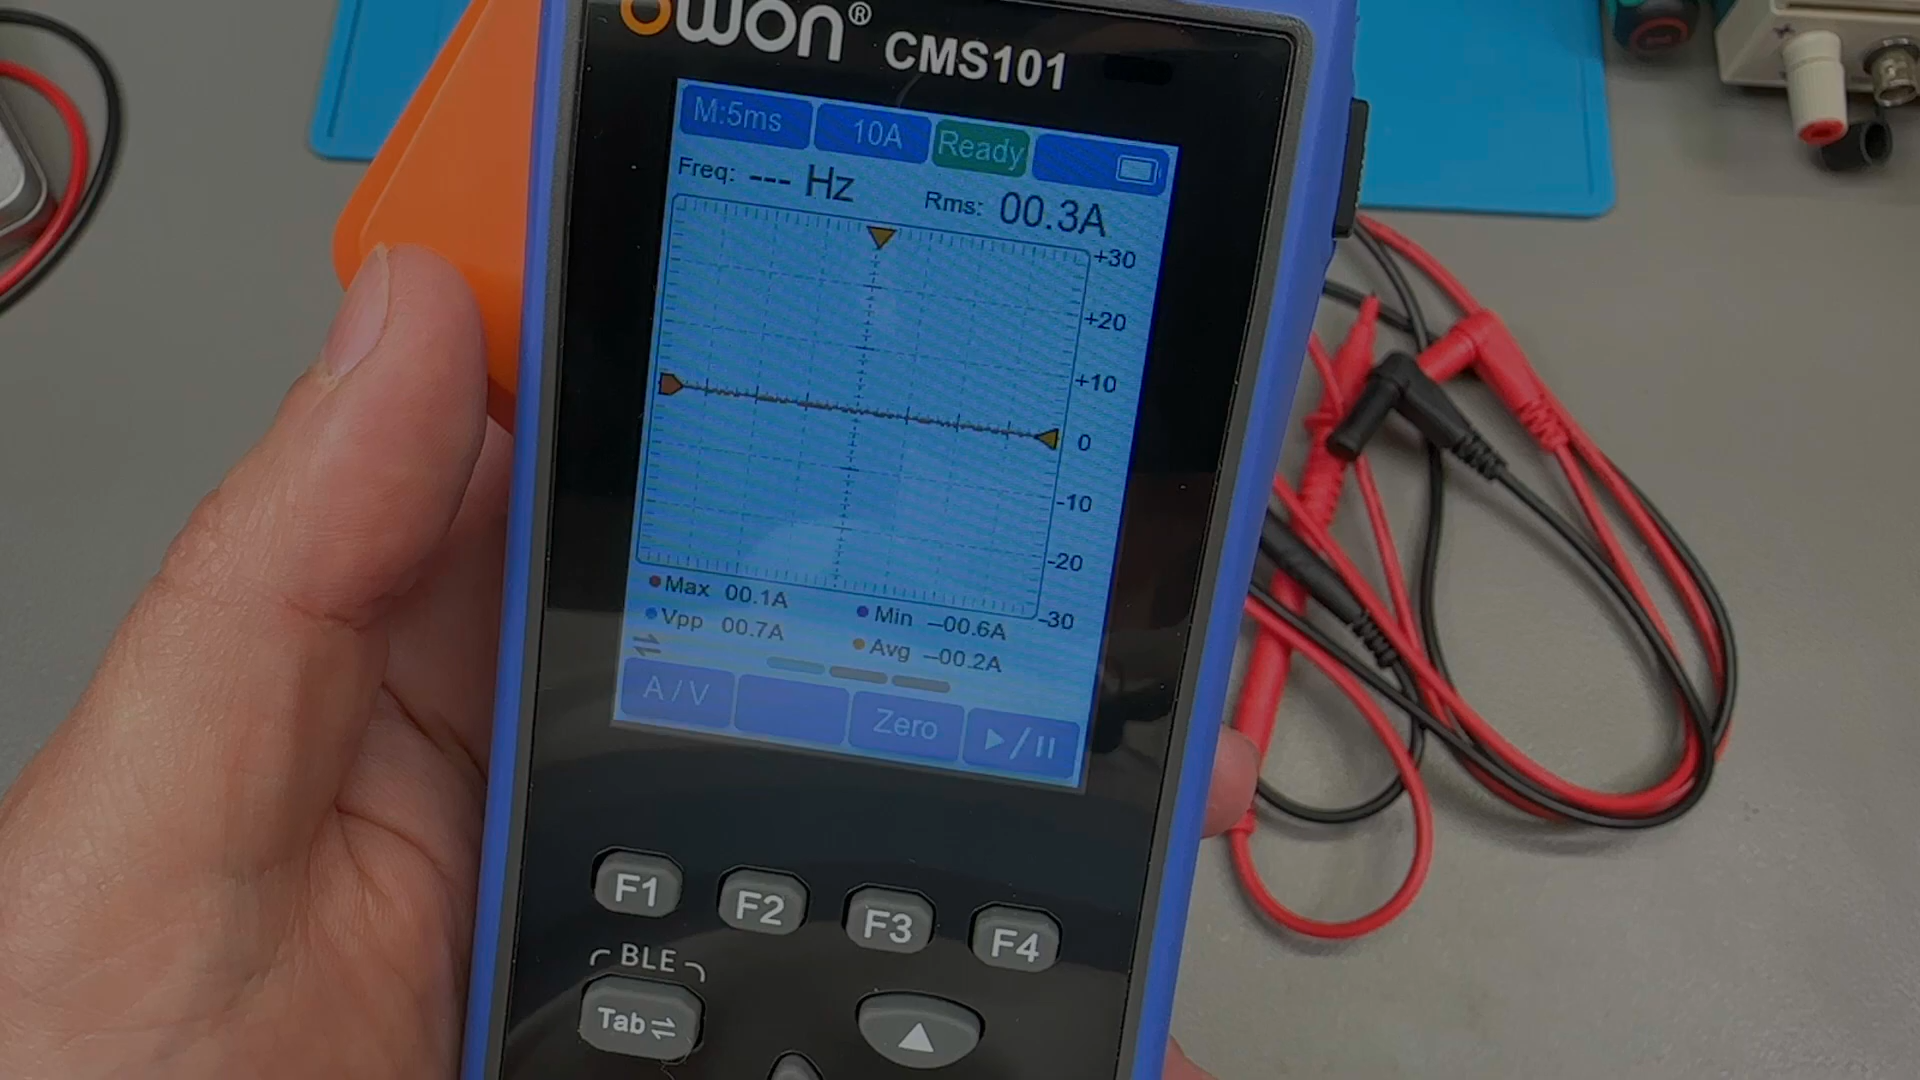 owon® CMS101
M:5ms 10A Ready
Freq: --- Hz Rms: 00.3A
+30
+20
+10
0
-10
-20
-30
Max 00.1A Min -00.6A
Vpp 00.7A Avg -00.2A
A/V Zero ▶/II
F1 F2 F3 F4
BLE
Tab ⇌